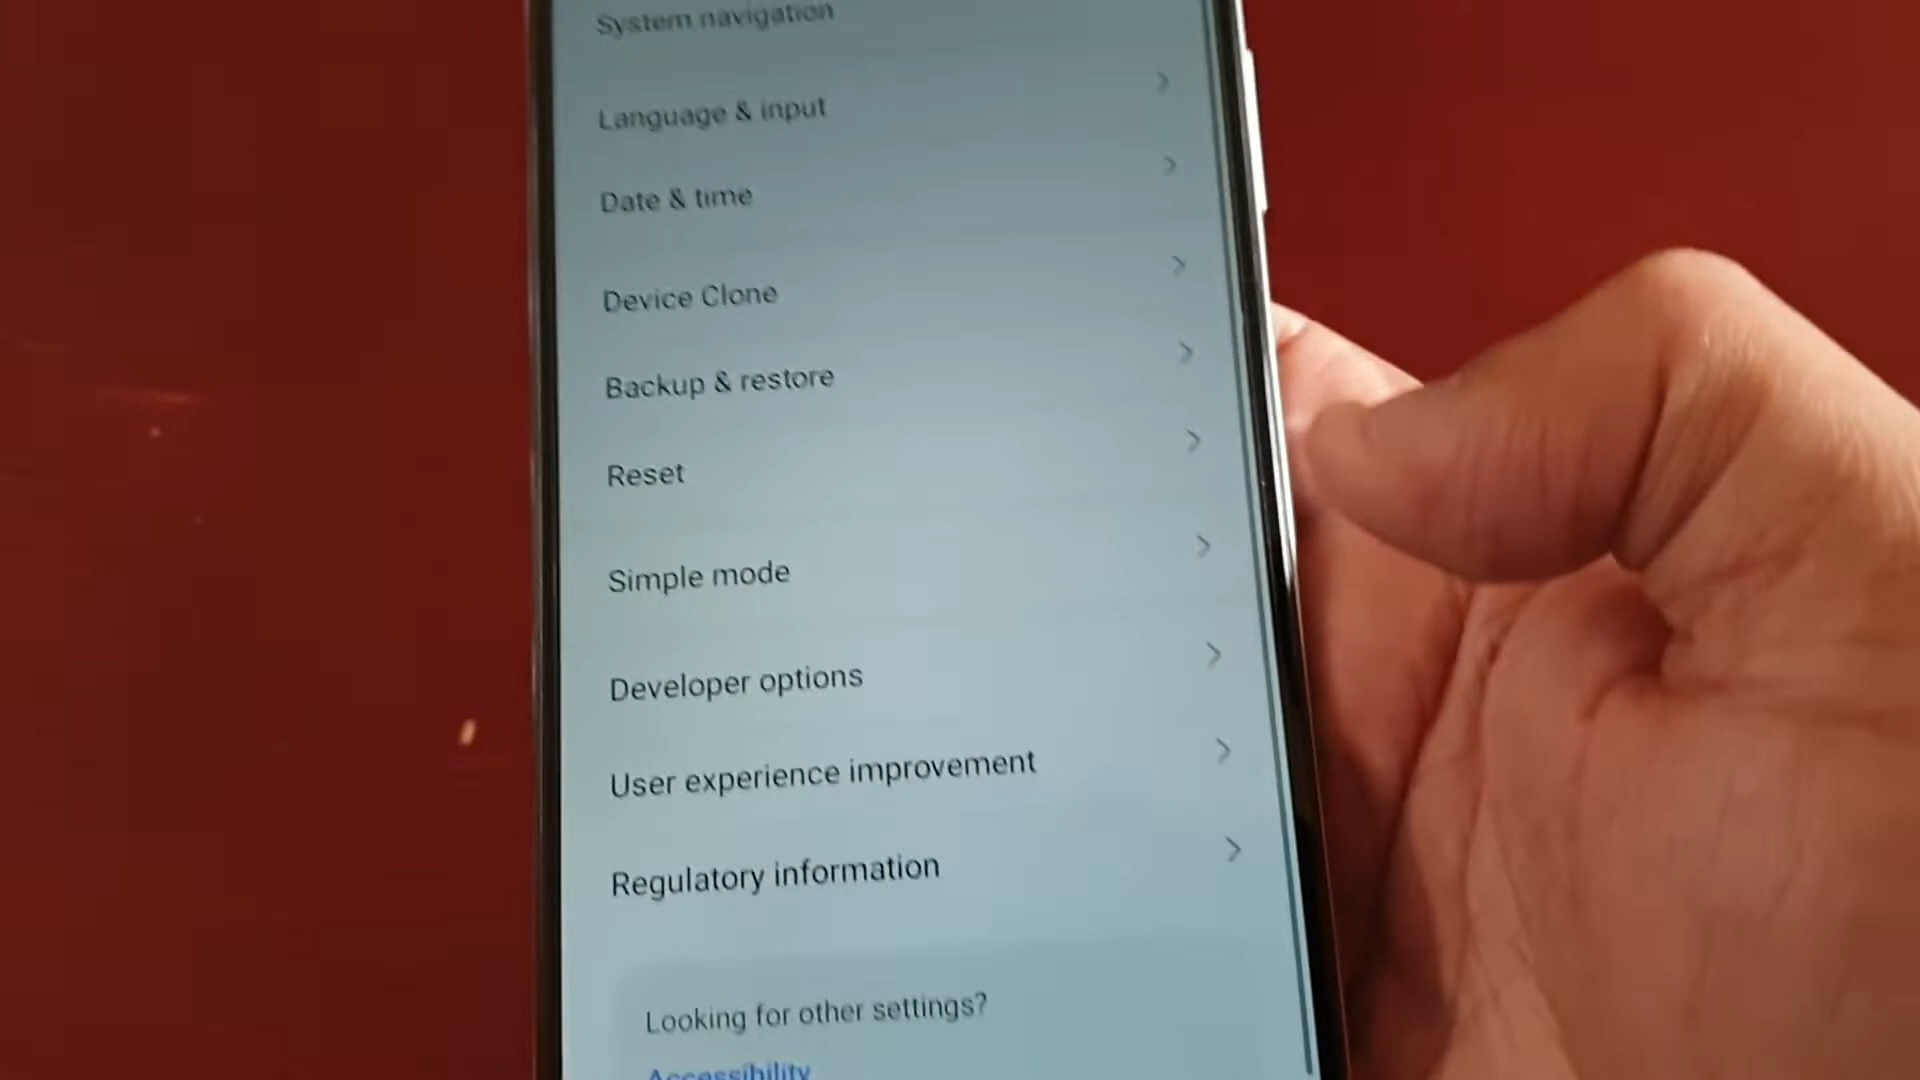 System navigation
Language & input
Date & time
Device Clone
Backup & restore
Reset
Simple mode
Developer options
User experience improvement
Regulatory information
Looking for other settings?
Accessibility